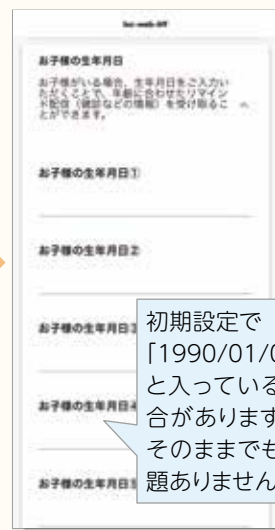 お子様の生年月日
お子様がいる場合、生年月日をご入力い
ただくことで、年齢に合わせたリマイン
ド配信（健診などの情報）を受け取るこ
とができます。
お子様の生年月日①
お子様の生年月日②
お子様の生年月日③
お子様の生年月日④
お子様の生年月日
初期設定で
「1990/01/0
と入っている
合があります
そのままでも
題ありません